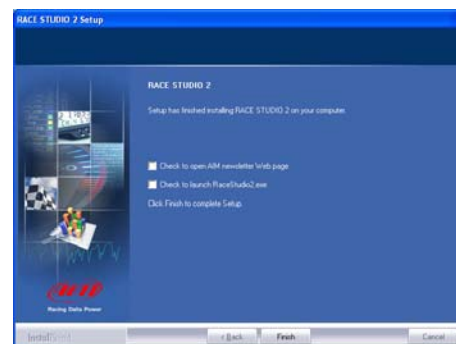 RACE STUDIO 2 Setup
RACE STUDIO 2
Setup has finished installing RACE STUDIO 2 on your computer.
Check to open AIM newsletter Web page
Check to launch RaceStudio2.exe
Click Finish to complete Setup.
Racing Data Power
< Back
Finish
Cancel